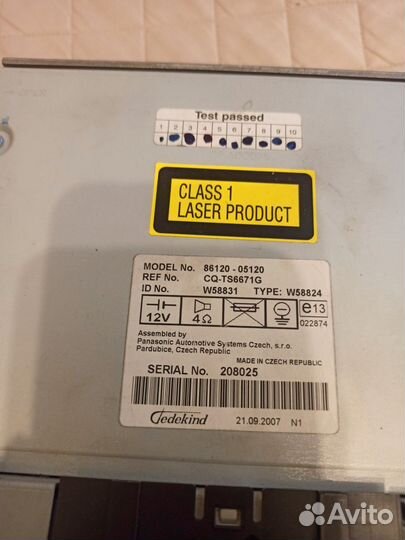 Test passed
1 2 3 4 5 6 7 8 9 10
CLASS 1
LASER PRODUCT
MODEL No. 86120 - 05120
REF No. CQ-TS6671G
ID No. W58831 TYPE: W58824
12V 4Ω e13
022874
Assembled by
Panasonic Automotive Systems Czech, s.r.o.
Pardubice, Czech Republic
MADE IN CZECH REPUBLIC
SERIAL No. 208025
Jedekind 21.09.2007 N1
Avito